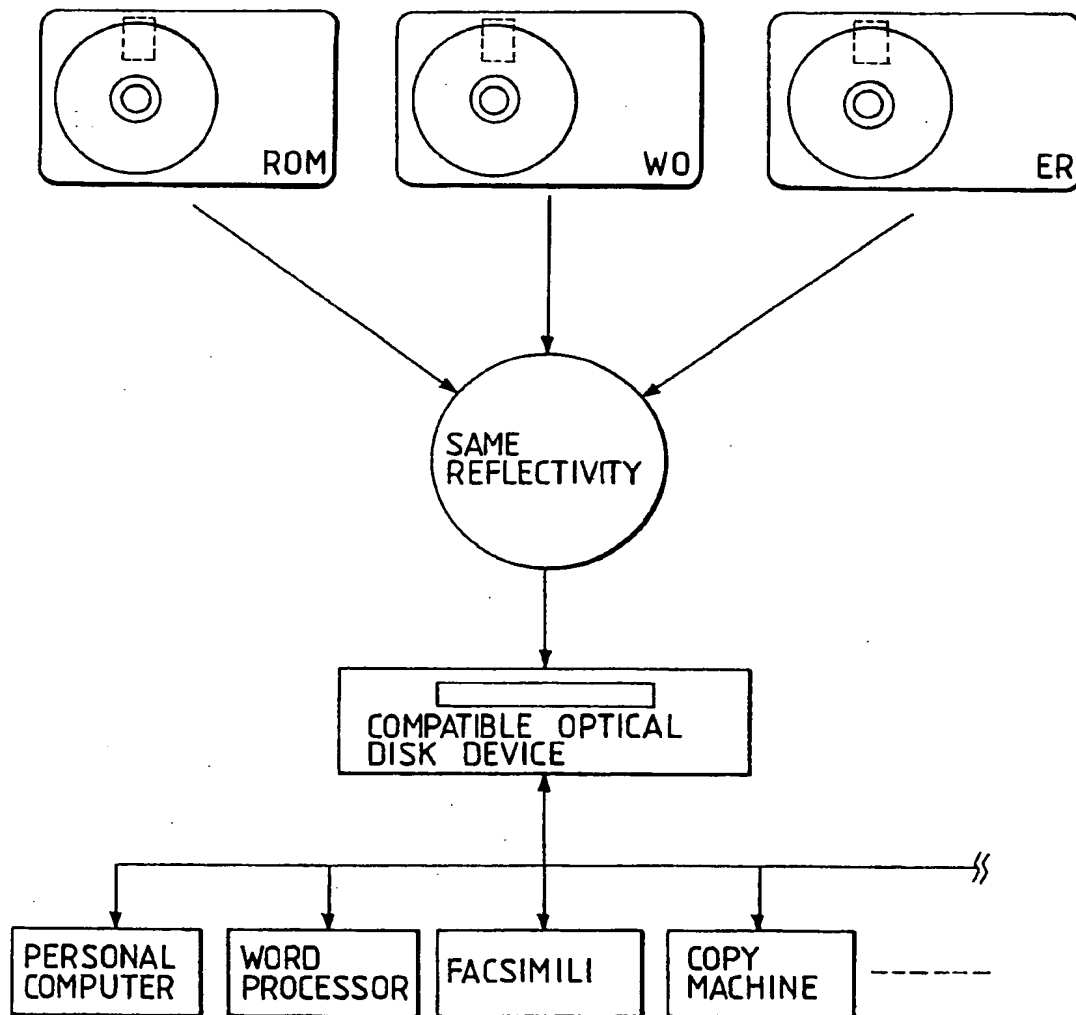 ROM
WO
ER
SAME
REFLECTIVITY
COMPATIBLE OPTICAL
DISK DEVICE
PERSONAL
COMPUTER
WORD
PROCESSOR
FACSIMILI
COPY
MACHINE